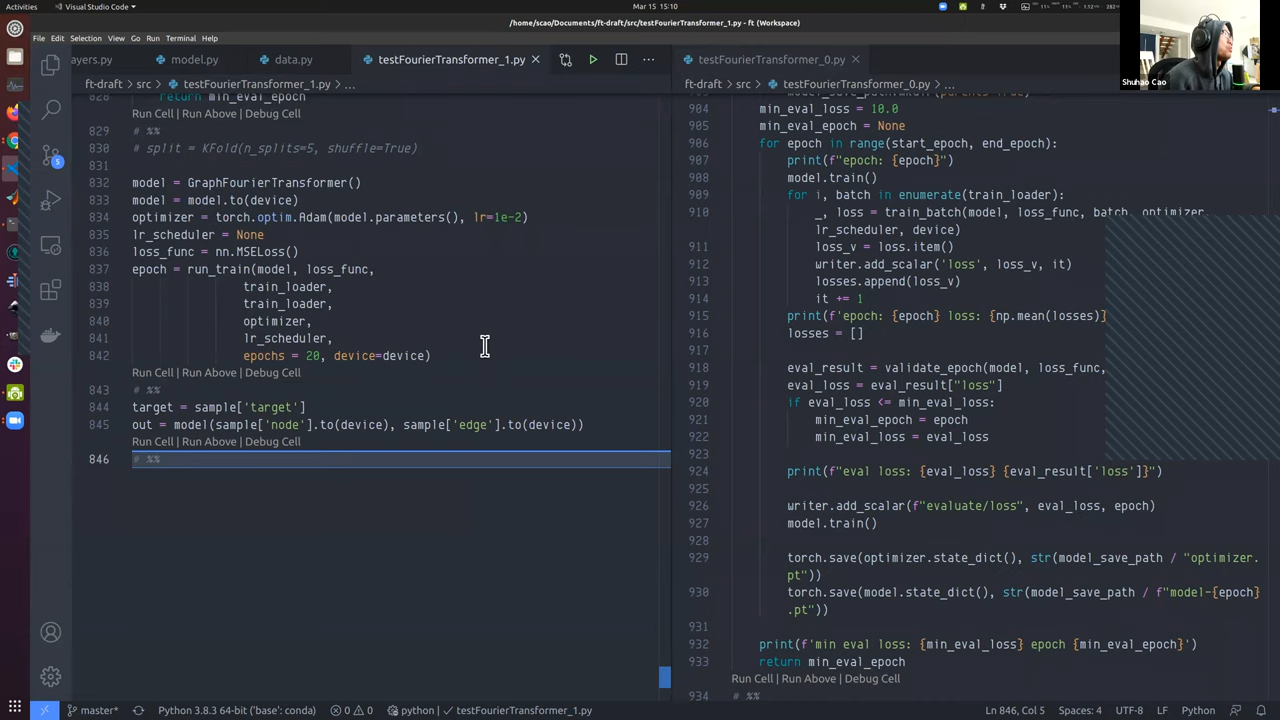 Activities
Visual Studio Code
Mar 15 15:10
/home/scao/Documents/ft-draft/src/testFourierTransformer_1.py - ft (Workspace)
File Edit Selection View Go Run Terminal Help
Shuhao Cao
ayers.py
model.py
data.py
testFourierTransformer_1.py
testFourierTransformer_0.py
ft-draft > src > testFourierTransformer_1.py > ...
ft-draft > src > testFourierTransformer_0.py > ...
828 return min_eval_epoch
Run Cell | Run Above | Debug Cell
829 # %%
830 # split = KFold(n_splits=5, shuffle=True)
831
832 model = GraphFourierTransformer()
833 model = model.to(device)
834 optimizer = torch.optim.Adam(model.parameters(), lr=1e-2)
835 lr_scheduler = None
836 loss_func = nn.MSELoss()
837 epoch = run_train(model, loss_func,
838 train_loader,
839 train_loader,
840 optimizer,
841 lr_scheduler,
842 epochs = 20, device=device)
Run Cell | Run Above | Debug Cell
843 # %%
844 target = sample['target']
845 out = model(sample['node'].to(device), sample['edge'].to(device))
Run Cell | Run Above | Debug Cell
846 # %%
904 min_eval_loss = 10.0
905 min_eval_epoch = None
906 for epoch in range(start_epoch, end_epoch):
907 print(f"epoch: {epoch}")
908 model.train()
909 for i, batch in enumerate(train_loader):
910 _, loss = train_batch(model, loss_func, batch, optimizer,
lr_scheduler, device)
911 loss_v = loss.item()
912 writer.add_scalar('loss', loss_v, it)
913 losses.append(loss_v)
914 it += 1
915 print(f'epoch: {epoch} loss: {np.mean(losses)}
916 losses = []
917
918 eval_result = validate_epoch(model, loss_func,
919 eval_loss = eval_result["loss"]
920 if eval_loss <= min_eval_loss:
921 min_eval_epoch = epoch
922 min_eval_loss = eval_loss
923
924 print(f"eval loss: {eval_loss} {eval_result['loss']}")
925
926 writer.add_scalar(f"evaluate/loss", eval_loss, epoch)
927 model.train()
928
929 torch.save(optimizer.state_dict(), str(model_save_path / "optimizer.
pt"))
930 torch.save(model.state_dict(), str(model_save_path / f"model-{epoch}
.pt"))
931
932 print(f'min eval loss: {min_eval_loss} epoch {min_eval_epoch}')
933 return min_eval_epoch
Run Cell | Run Above | Debug Cell
934 # %%
5
master*
Python 3.8.3 64-bit ('base': conda)
0
0
python
testFourierTransformer_1.py
Ln 846, Col 5
Spaces: 4
UTF-8
LF
Python